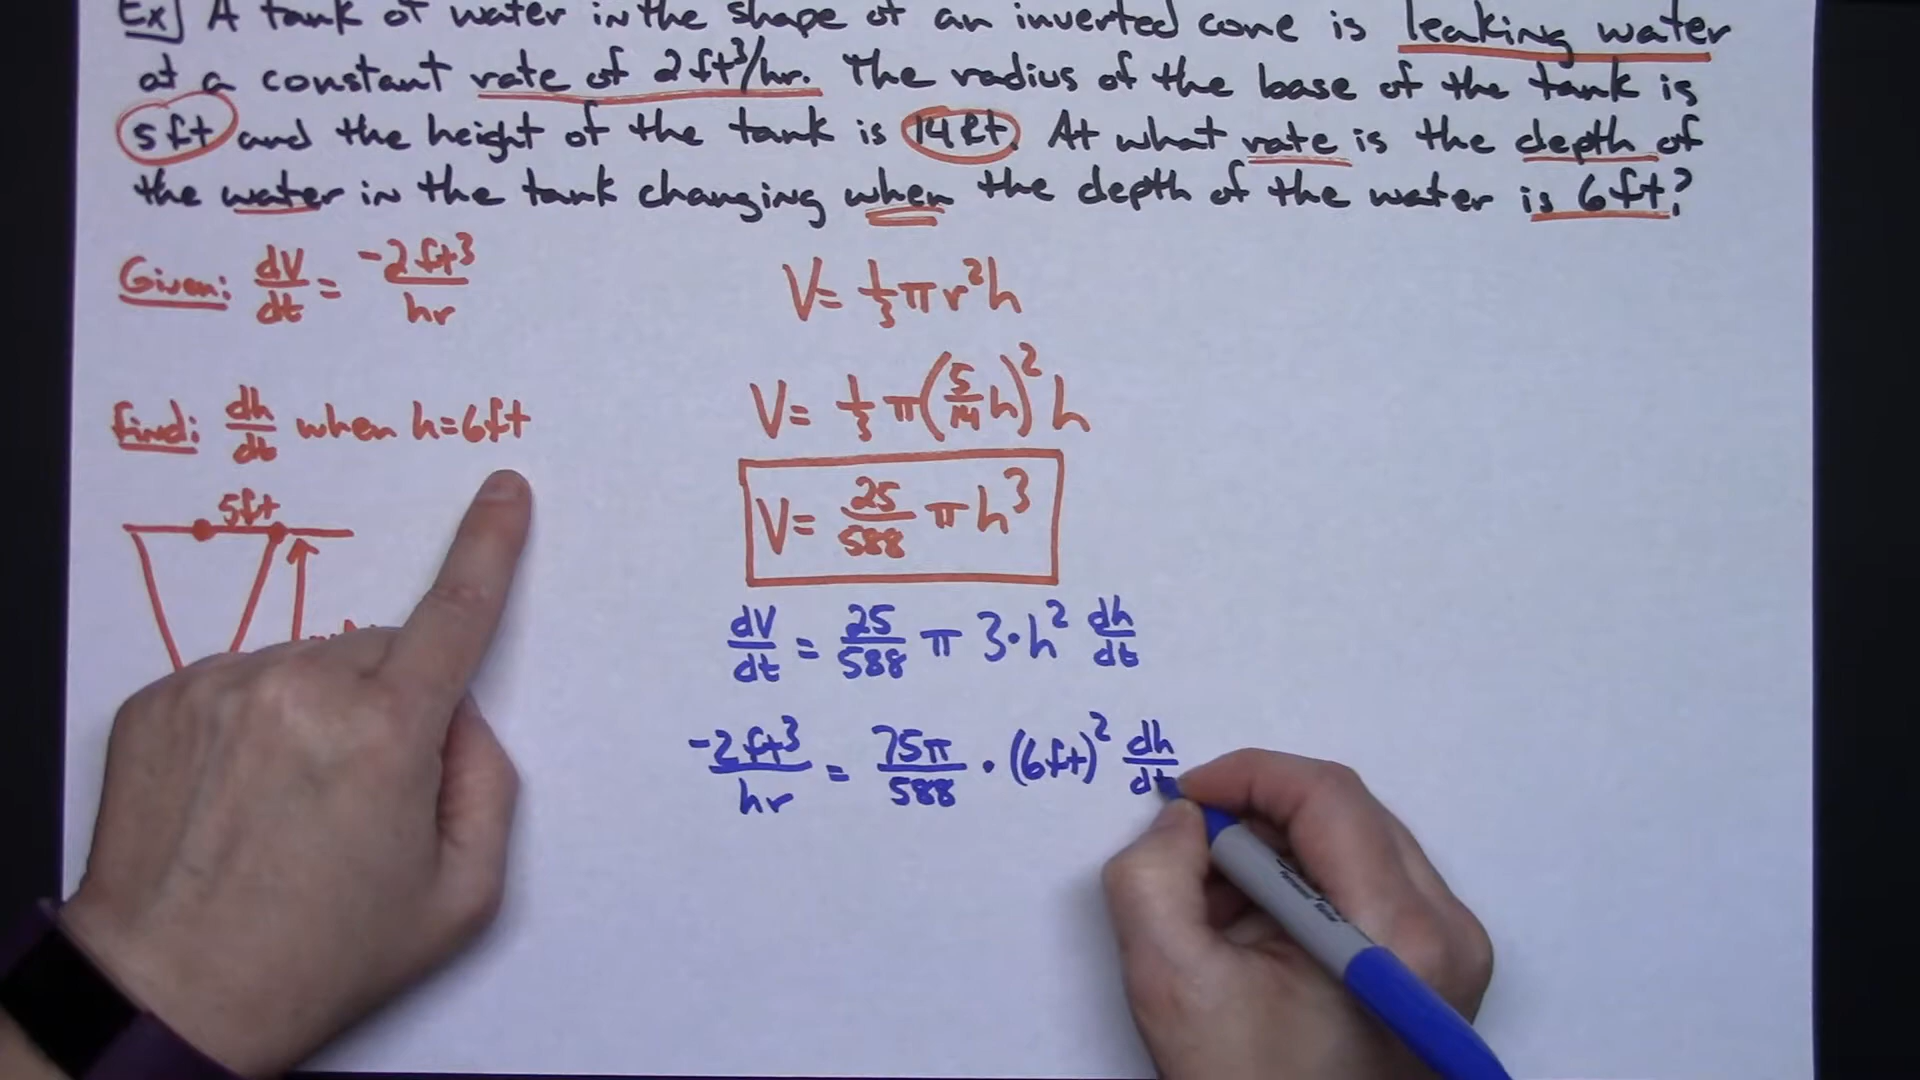 Ex] A tank of water in the shape of an inverted cone is leaking water
at a constant rate of 2ft³/hr. The radius of the base of the tank is
5ft and the height of the tank is 14ft. At what rate is the depth of
the water in the tank changing when the depth of the water is 6ft?
Given: dV/dt = -2ft³/hr
Find: dh/dt when h=6ft
5ft
V= 1/3 π r²h
V= 1/3 π(5/14 h)² h
V= 25/588 π h³
dV/dt = 25/588 π 3·h² dh/dt
-2ft³/hr = 75π/588 · (6ft)² dh/dt